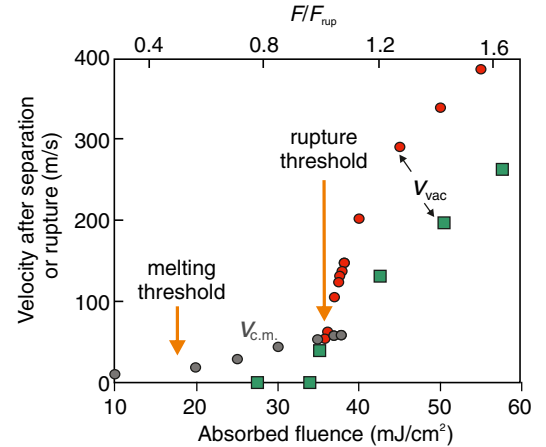 F/F_rup
0.4 0.8 1.2 1.6
Velocity after separation
or rupture (m/s)
400
300
200
100
0
rupture
threshold
V_vac
melting
threshold
V_c.m.
10 20 30 40 50 60
Absorbed fluence (mJ/cm²)